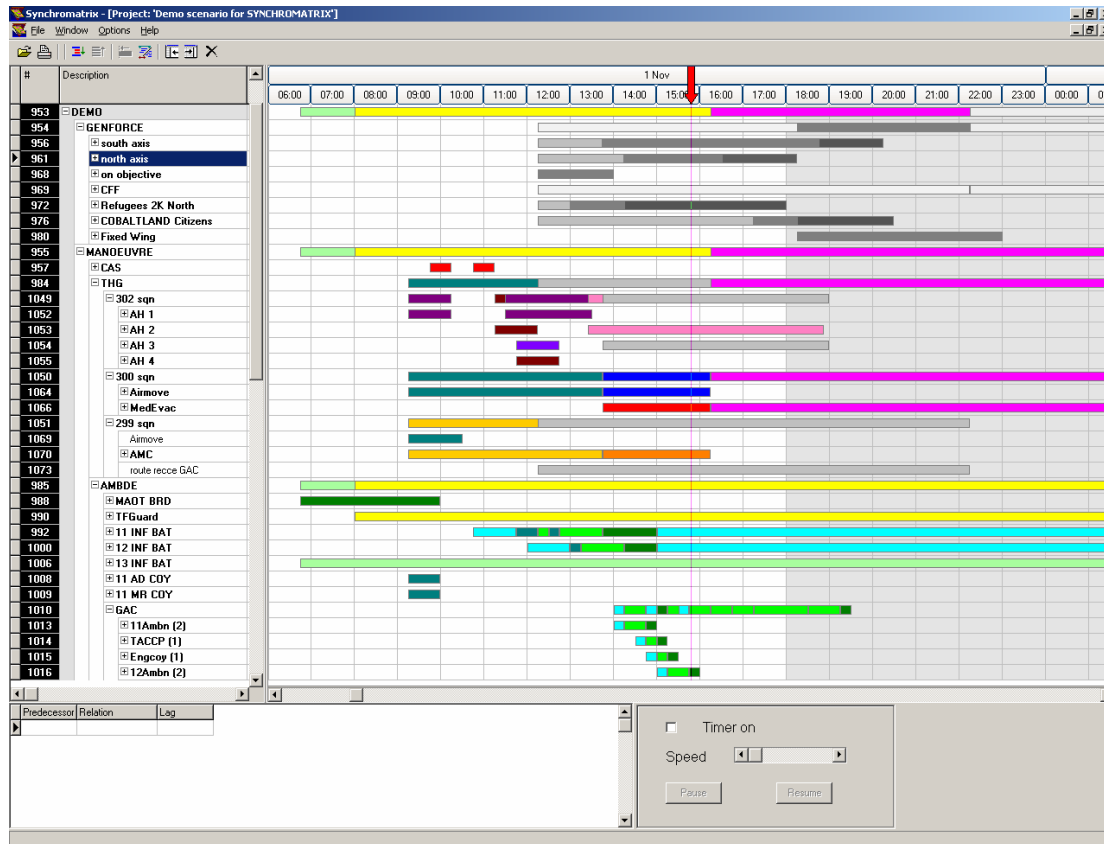 Synchromatrix - [Project: 'Demo scenario for SYNCHROMATRIX']
File Window Options Help
# Description 1 Nov
06:00 07:00 08:00 09:00 10:00 11:00 12:00 13:00 14:00 15:00 16:00 17:00 18:00 19:00 20:00 21:00 22:00 23:00 00:00
953 DEMO
954 GENFORCE
956 south axis
961 north axis
968 on objective
969 CFF
972 Refugees 2K North
976 COBALTLAND Citizens
980 Fixed Wing
955 MANOEUVRE
957 CAS
984 THG
1049 302 sqn
1052 AH 1
1053 AH 2
1054 AH 3
1055 AH 4
1050 300 sqn
1064 Airmove
1066 MedEvac
1051 299 sqn
1069 Airmove
1070 AMC
1073 route recce GAC
985 AMBDE
988 MAOT BRD
990 TFGuard
992 11 INF BAT
1000 12 INF BAT
1006 13 INF BAT
1008 11 AD COY
1009 11 MR COY
1010 GAC
1013 11Ambn (2)
1014 TACCP (1)
1015 Engcoy (1)
1016 12Ambn (2)
Predecessor Relation Lag
Timer on
Speed
Pause Resume